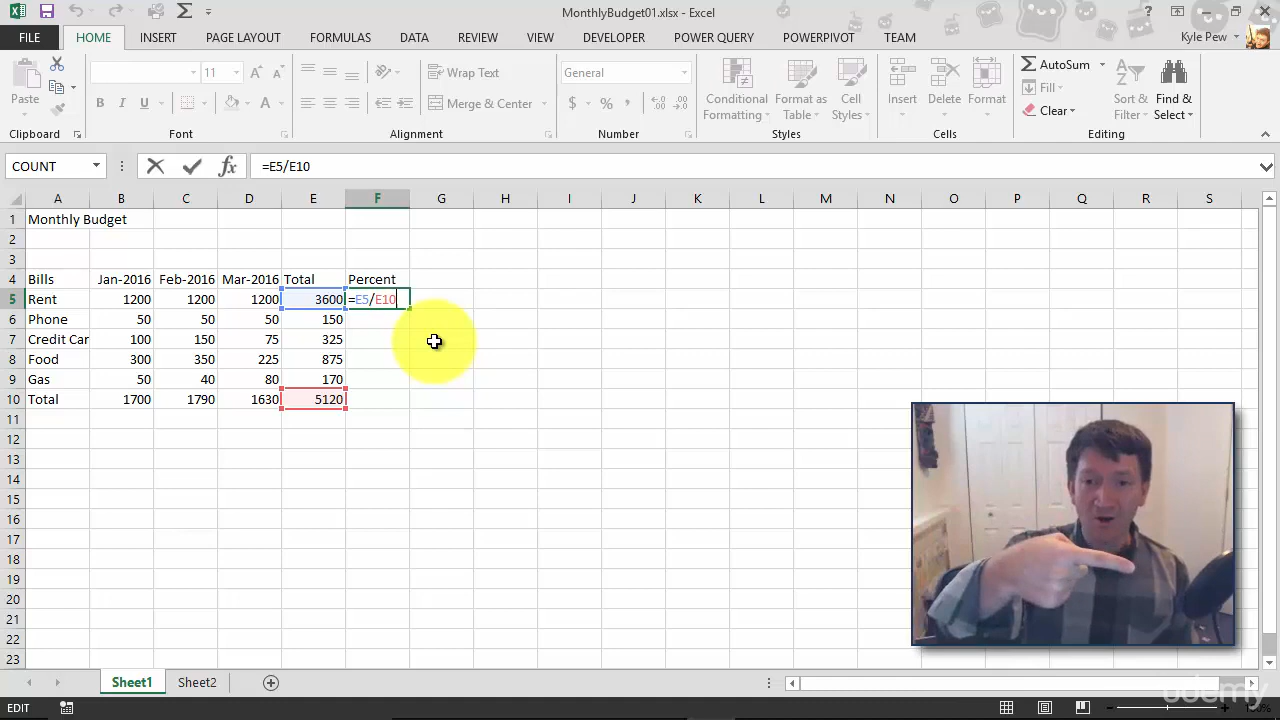 MonthlyBudget01.xlsx - Excel
FILE HOME INSERT PAGE LAYOUT FORMULAS DATA REVIEW VIEW DEVELOPER POWER QUERY POWERPIVOT TEAM Kyle Pew
Paste 11 A A Wrap Text General Conditional Formatting Format as Table Cell Styles Insert Delete Format AutoSum Fill Clear Sort & Filter Find & Select
B I U A Merge & Center $ % ,
Clipboard Font Alignment Number Styles Cells Editing
COUNT fx =E5/E10
A B C D E F G H I J K L M N O P Q R S
1 Monthly Budget
2
3
4 Bills Jan-2016 Feb-2016 Mar-2016 Total Percent
5 Rent 1200 1200 1200 3600 =E5/E10
6 Phone 50 50 50 150
7 Credit Car 100 150 75 325
8 Food 300 350 225 875
9 Gas 50 40 80 170
10 Total 1700 1790 1630 5120
11
12
13
14
15
16
17
18
19
20
21
22
23
Sheet1 Sheet2
EDIT
udemy